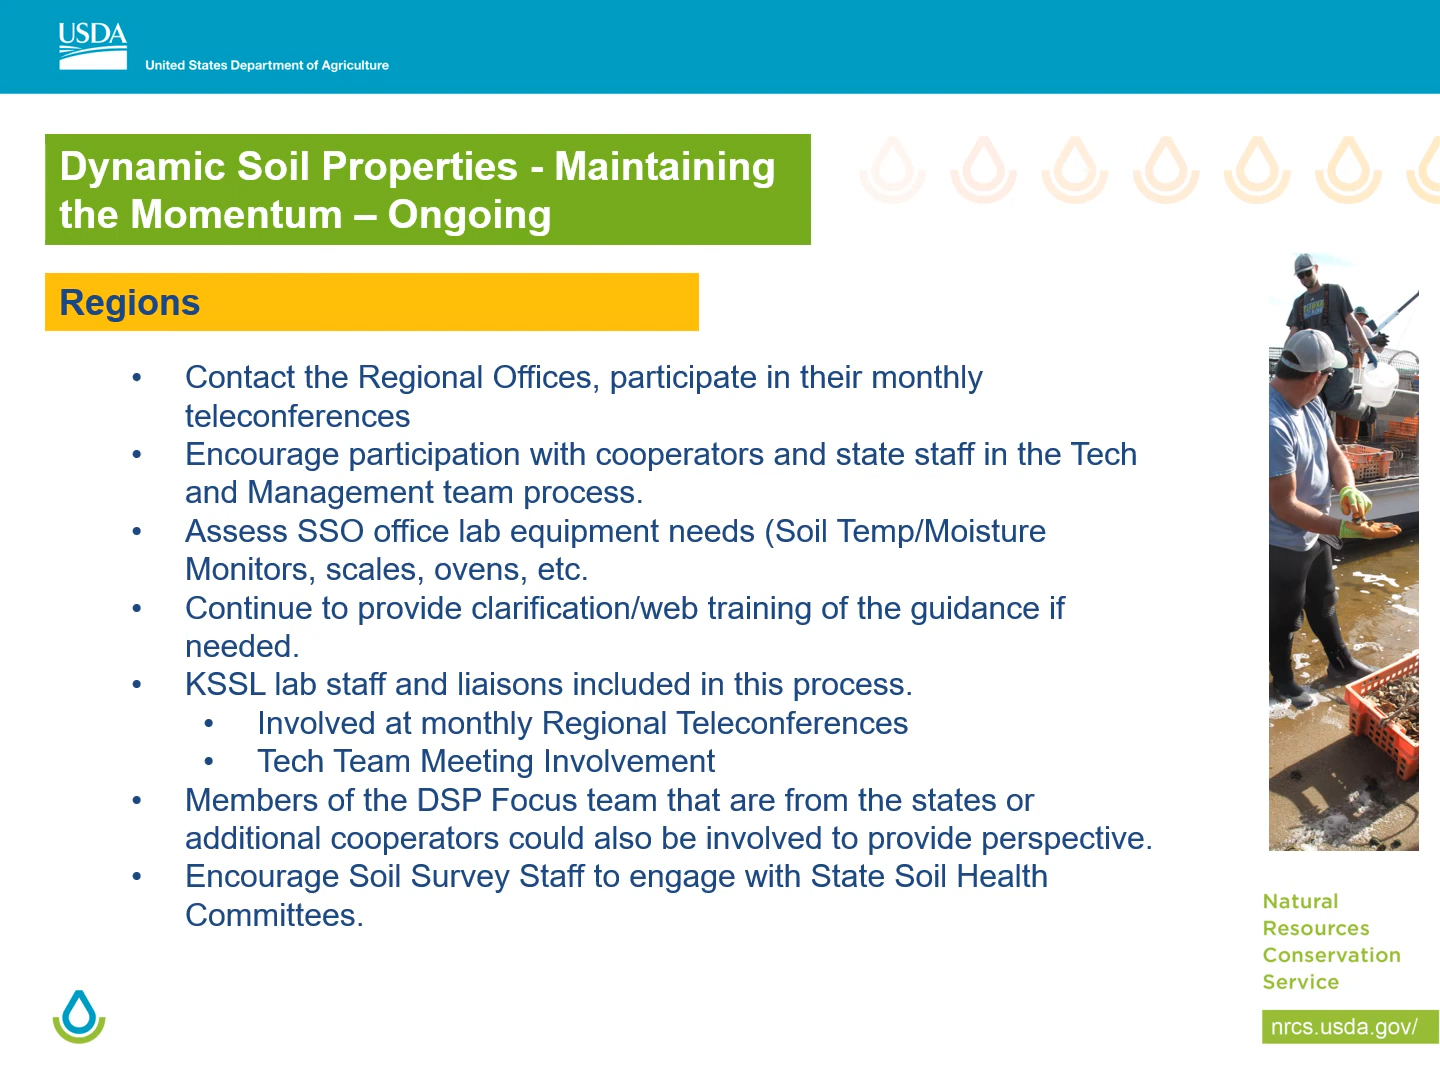 USDA
United States Department of Agriculture
Dynamic Soil Properties - Maintaining
the Momentum – Ongoing
Regions
• Contact the Regional Offices, participate in their monthly
teleconferences
• Encourage participation with cooperators and state staff in the Tech
and Management team process.
• Assess SSO office lab equipment needs (Soil Temp/Moisture
Monitors, scales, ovens, etc.
• Continue to provide clarification/web training of the guidance if
needed.
• KSSL lab staff and liaisons included in this process.
• Involved at monthly Regional Teleconferences
• Tech Team Meeting Involvement
• Members of the DSP Focus team that are from the states or
additional cooperators could also be involved to provide perspective.
• Encourage Soil Survey Staff to engage with State Soil Health
Committees.
Natural
Resources
Conservation
Service
nrcs.usda.gov/